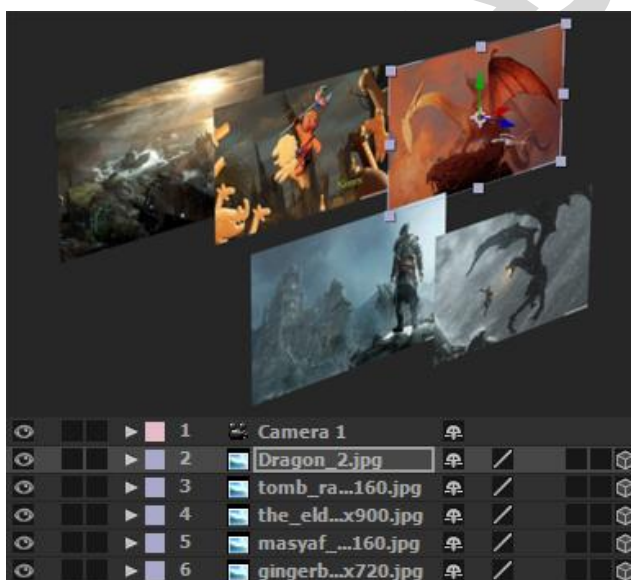 1 Camera 1
2 Dragon_2.jpg
3 tomb_ra...160.jpg
4 the_eld...x900.jpg
5 masyaf_...160.jpg
6 gingerb...x720.jpg